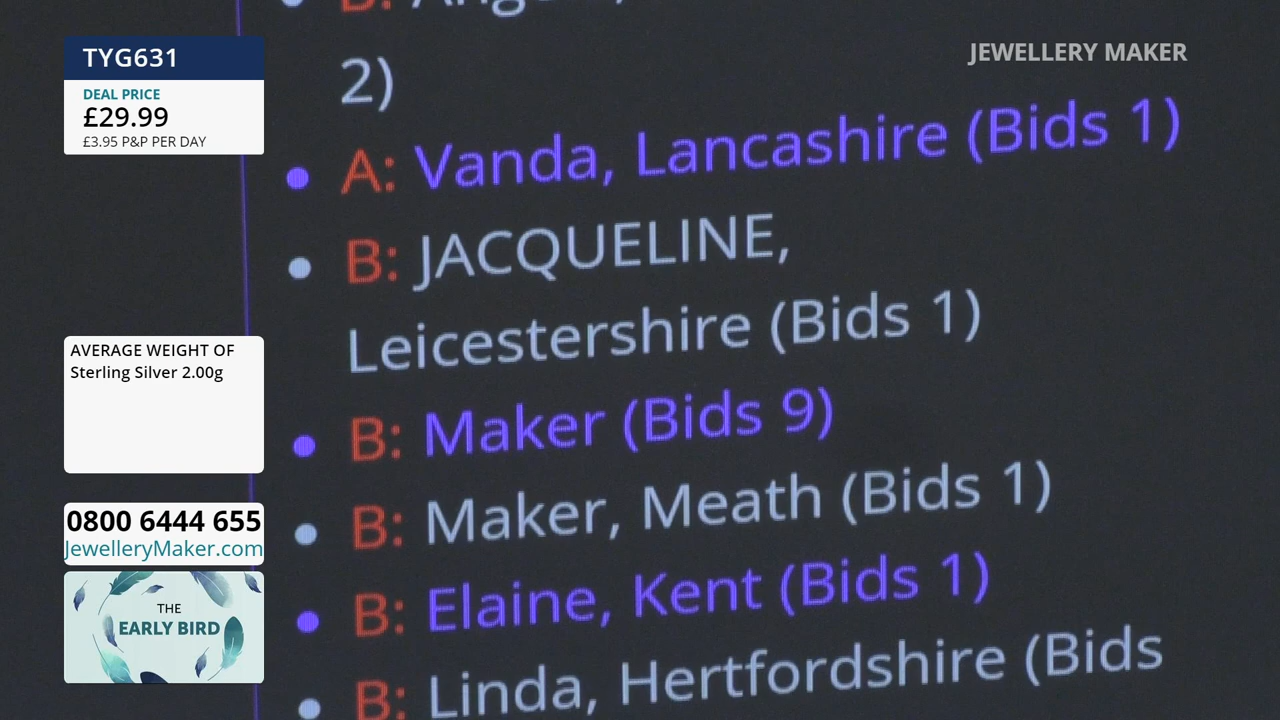 TYG631
DEAL PRICE
£29.99
£3.95 P&P PER DAY
JEWELLERY MAKER
2)
A: Vanda, Lancashire (Bids 1)
B: JACQUELINE,
Leicestershire (Bids 1)
B: Maker (Bids 9)
B: Maker, Meath (Bids 1)
B: Elaine, Kent (Bids 1)
B: Linda, Hertfordshire (Bids
AVERAGE WEIGHT OF
Sterling Silver 2.00g
0800 6444 655
JewelleryMaker.com
THE
EARLY BIRD